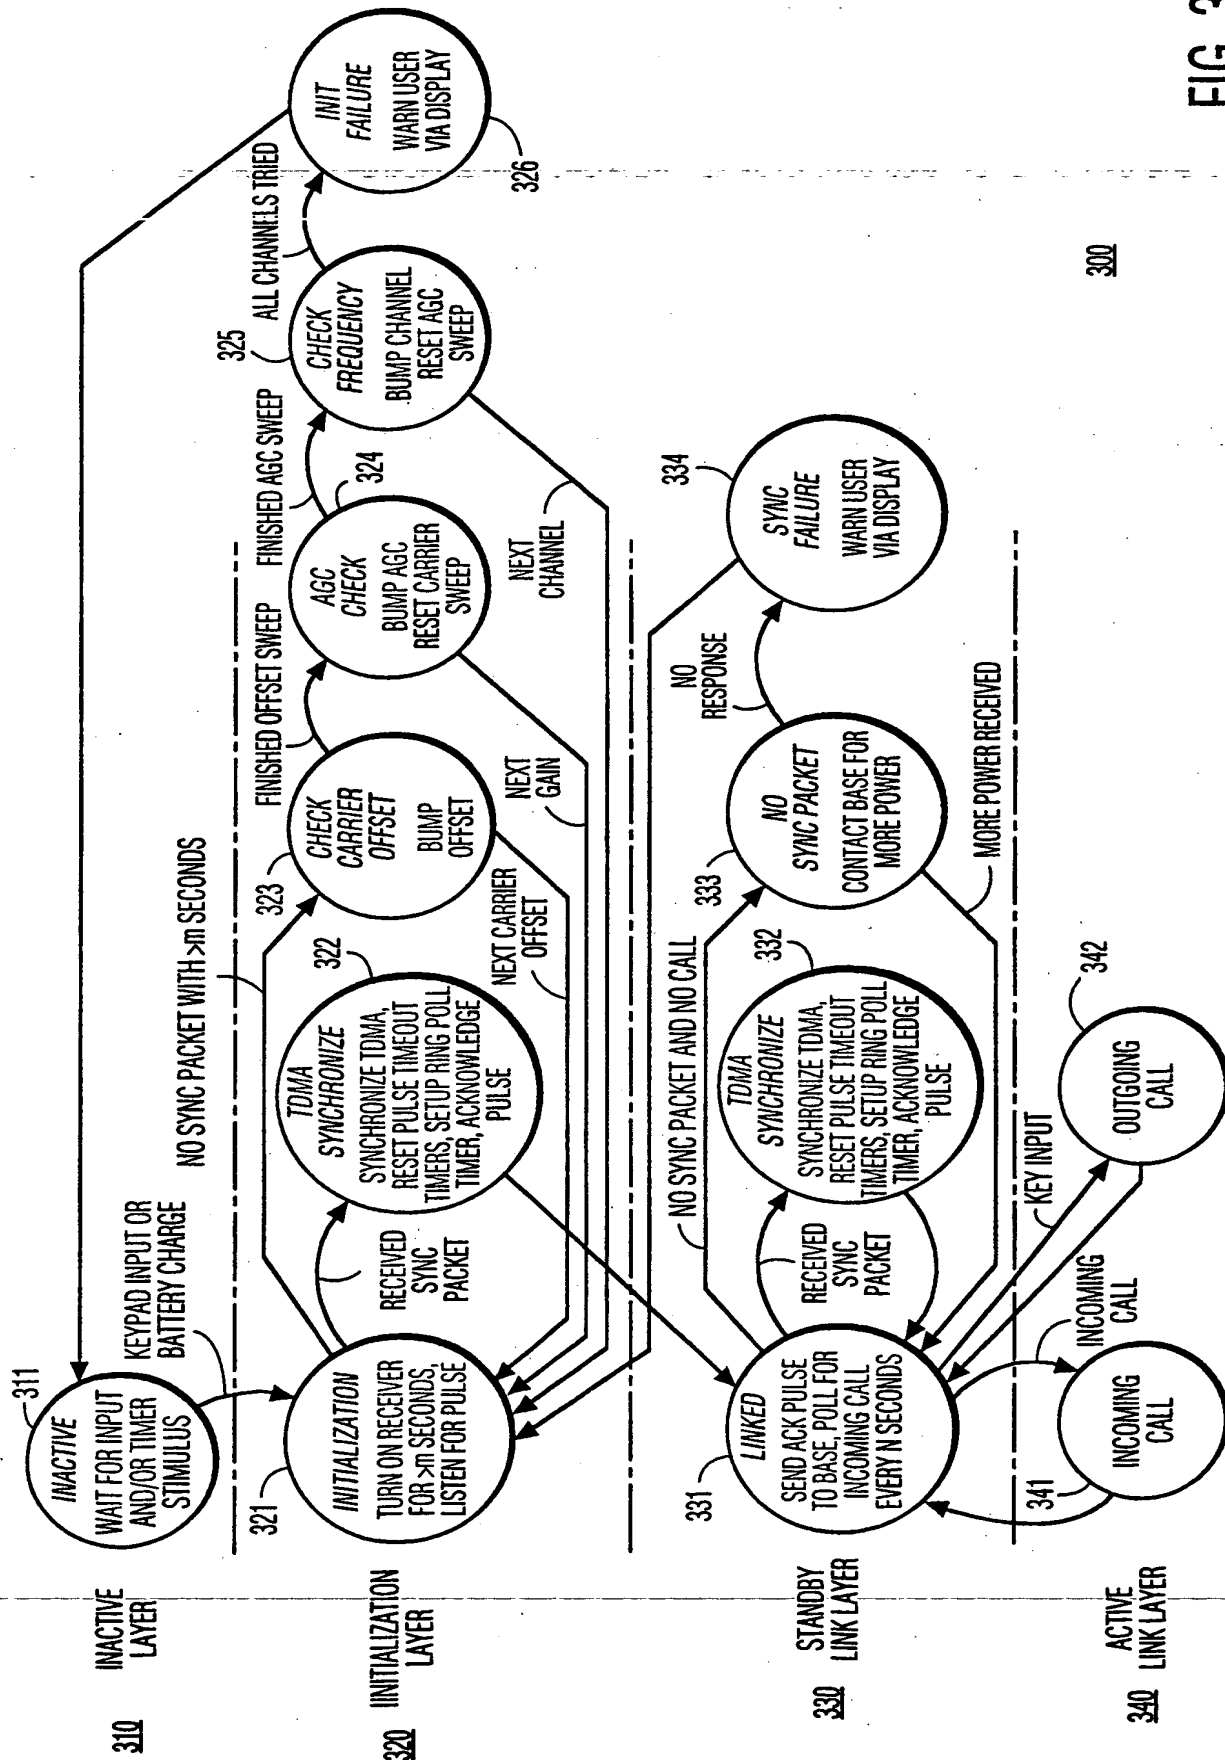 310
INACTIVE
LAYER
311
INACTIVE
WAIT FOR INPUT
AND/OR TIMER
STIMULUS
KEYPAD INPUT OR
BATTERY CHARGE
NO SYNC PACKET WITH >m SECONDS
320
IINITIALIZATION
LAYER
321
INITIALIZATION
TURN ON RECEIVER
FOR >m SECONDS,
LISTEN FOR PULSE
RECEIVED
SYNC
PACKET
322
TDMA
SYNCHRONIZE
SYNCHRONIZE TDMA,
RESET PULSE TIMEOUT
TIMERS, SETUP RING POLL
TIMER, ACKNOWLEDGE
PULSE
323
CHECK
CARRIER
OFFSET
BUMP
OFFSET
NEXT CARRIER
OFFSET
FINISHED OFFSET SWEEP
324
AGC
CHECK
BUMP AGC
RESET CARRIER
SWEEP
NEXT
GAIN
FINISHED AGC SWEEP
325
CHECK
FREQUENCY
BUMP CHANNEL
RESET AGC
SWEEP
NEXT
CHANNEL
ALL CHANNELS TRIED
INIT
FAILURE
WARN USER
VIA DISPLAY
326
330
STANDBY
LINK LAYER
331
LINKED
SEND ACK PULSE
TO BASE, POLL FOR
INCOMING CALL
EVERY N SECONDS
NO SYNC PACKET AND NO CALL
RECEIVED
SYNC
PACKET
332
TDMA
SYNCHRONIZE
SYNCHRONIZE TDMA,
RESET PULSE TIMEOUT
TIMERS, SETUP RING POLL
TIMER, ACKNOWLEDGE
PULSE
333
NO
SYNC PACKET
CONTACT BASE FOR
MORE POWER
NO
RESPONSE
MORE POWER RECEIVED
334
SYNC
FAILURE
WARN USER
VIA DISPLAY
340
ACTIVE
LINK LAYER
341
INCOMING
CALL
INCOMING
CALL
KEY INPUT
342
OUTGOING
CALL
300
FIG. 3